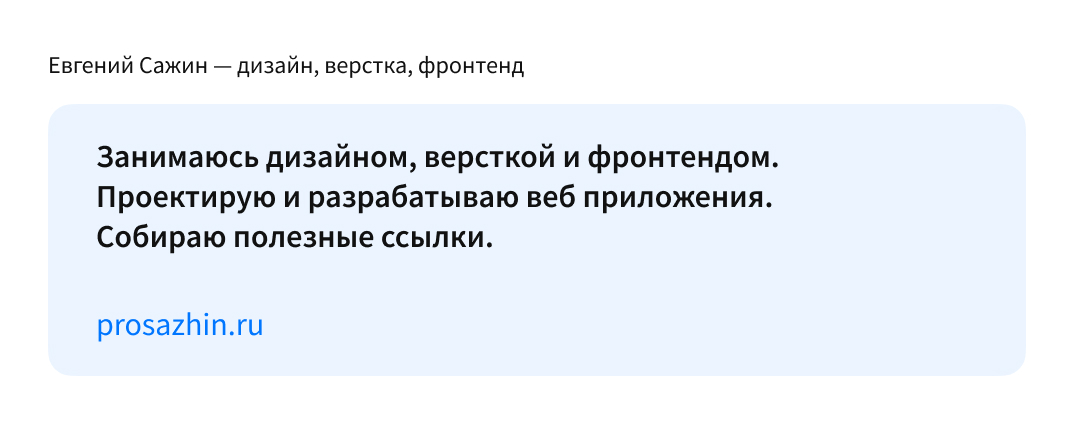 Евгений Сажин — дизайн, верстка, фронтенд
Занимаюсь дизайном, версткой и фронтендом.
Проектирую и разрабатываю веб приложения.
Собираю полезные ссылки.
prosazhin.ru